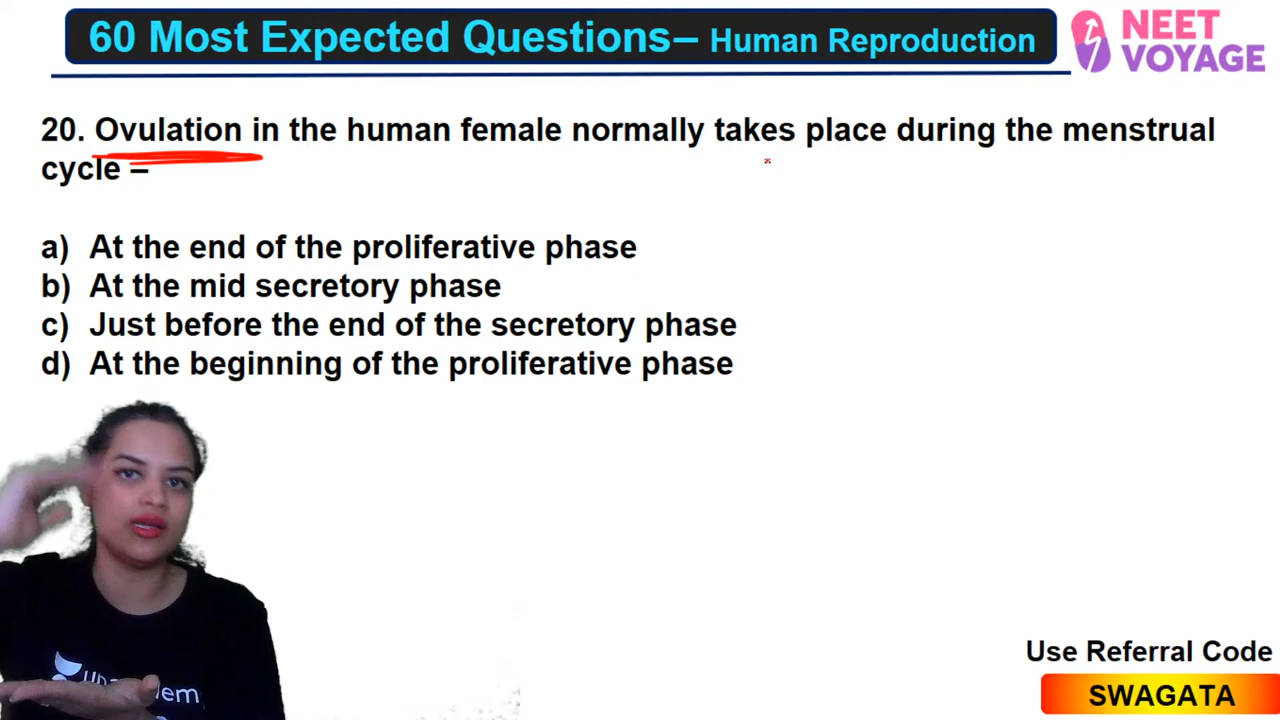 60 Most Expected Questions– Human Reproduction
NEET
VOYAGE
20. Ovulation in the human female normally takes place during the menstrual
cycle –
a) At the end of the proliferative phase
b) At the mid secretory phase
c) Just before the end of the secretory phase
d) At the beginning of the proliferative phase
Use Referral Code
SWAGATA